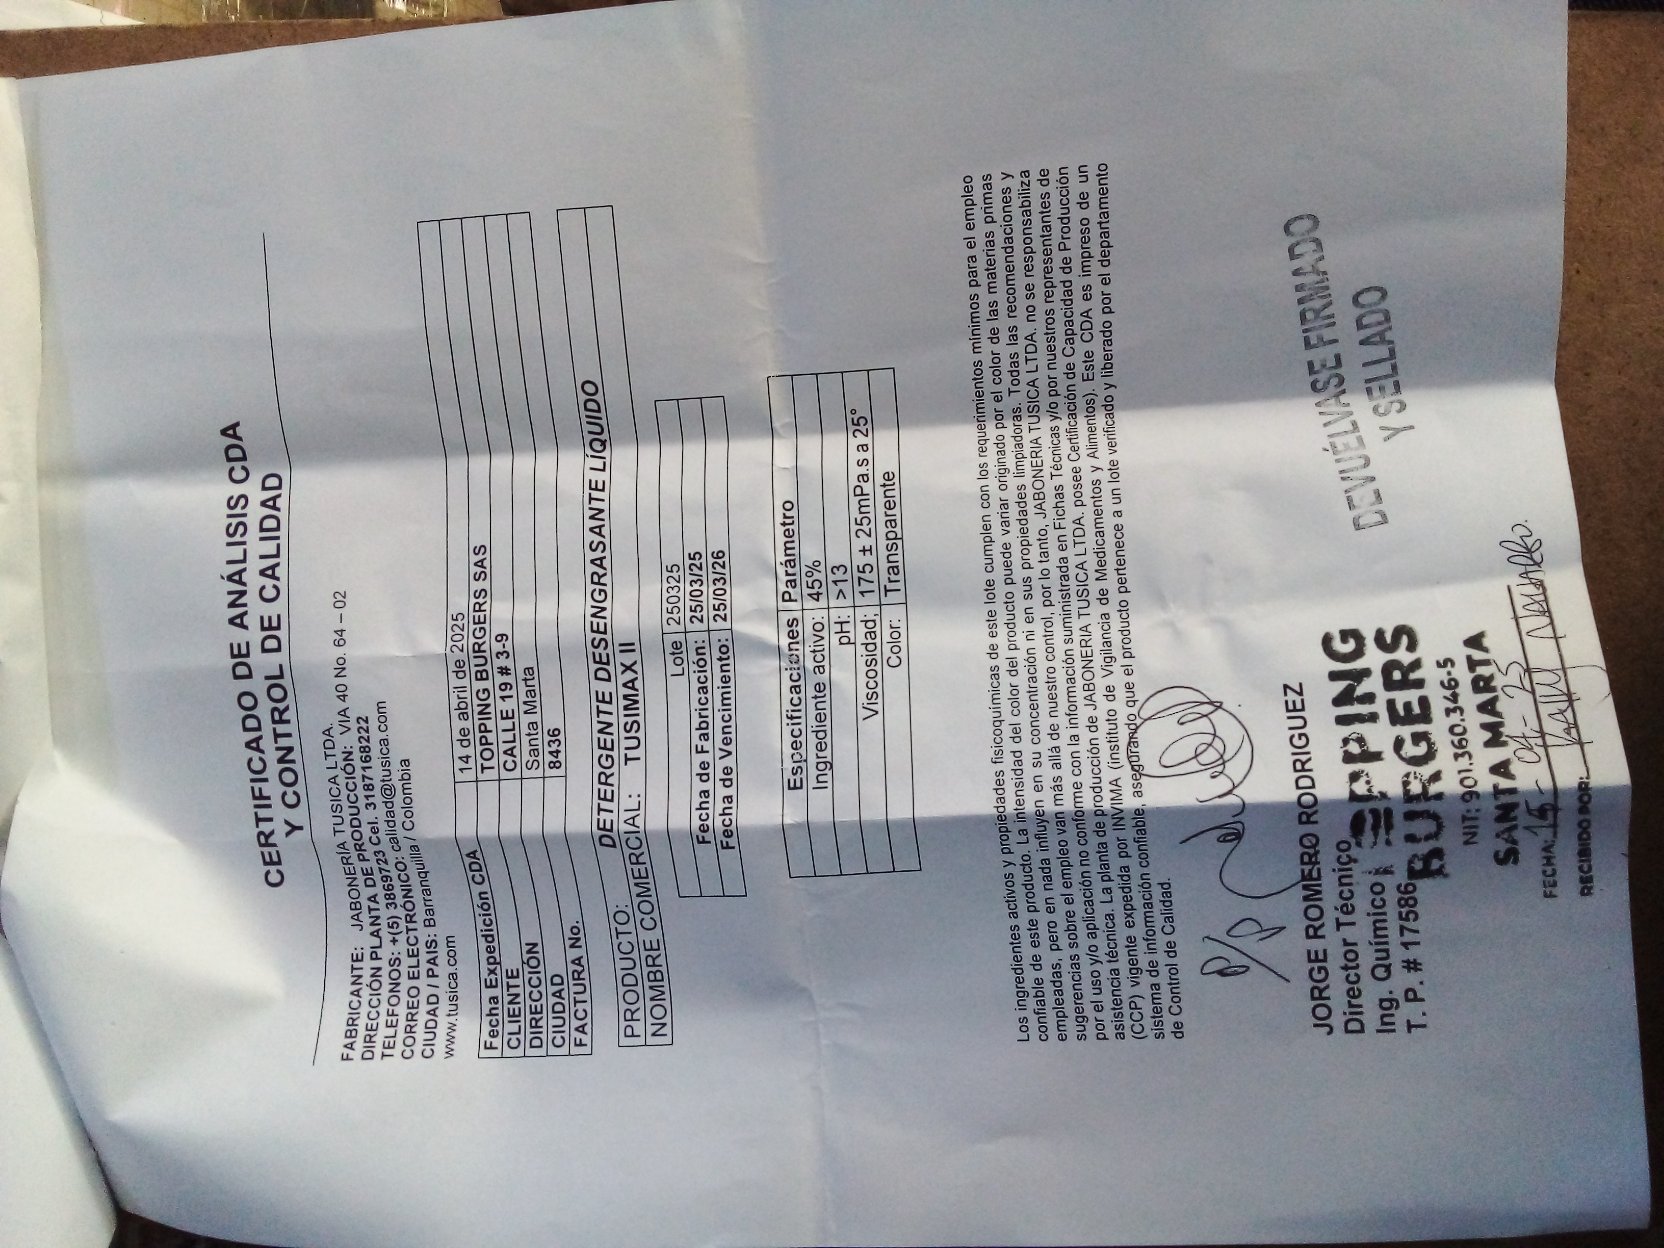 CERTIFICADO DE ANÁLISIS CDA
Y CONTROL DE CALIDAD
FABRICANTE: JABONERÍA TUSICA LTDA.
DIRECCIÓN PLANTA DE PRODUCCIÓN: VIA 40 No. 64 – 02
TELEFONOS: +(5) 3869723 Cel. 3187168222
CORREO ELECTRÓNICO: calidad@tusica.com
CIUDAD / PAIS: Barranquilla / Colombia
www.tusica.com
Fecha Expedición CDA 14 de abril de 2025
CLIENTE TOPPING BURGERS SAS
DIRECCIÓN CALLE 19 # 3-9
CIUDAD Santa Marta
FACTURA No. 8436
PRODUCTO: DETERGENTE DESENGRASANTE LÍQUIDO
NOMBRE COMERCIAL: TUSIMAX II
Lote 250325
Fecha de Fabricación: 25/03/25
Fecha de Vencimiento: 25/03/26
Especificaciones Parámetro
Ingrediente activo: 45%
pH: >13
Viscosidad; 175 ± 25mPa.s a 25°
Color: Transparente
Los ingredientes activos y propiedades fisicoquímicas de este lote cumplen con los requerimientos mínimos para el empleo
confiable de este producto. La intensidad del color del producto puede variar originado por el color de las materias primas
empleadas, pero en nada influyen en su concentración ni en sus propiedades limpiadoras. Todas las recomendaciones y
sugerencias sobre el empleo van más allá de nuestro control, por lo tanto, JABONERIA TUSICA LTDA. no se responsabiliza
por el uso y/o aplicación no conforme con la información suministrada en Fichas Técnicas y/o por nuestros representantes de
asistencia técnica. La planta de producción de JABONERIA TUSICA LTDA. posee Certificación de Capacidad de Producción
(CCP) vigente expedida por INVIMA (instituto de Vigilancia de Medicamentos y Alimentos). Este CDA es impreso de un
sistema de información confiable, asegurando que el producto pertenece a un lote verificado y liberado por el departamento
de Control de Calidad.
P/P
JORGE ROMERO RODRIGUEZ
Director Técnico
Ing. Químico
T. P. # 17586
TOPPING
BURGERS
NIT: 901.360.346-5
SANTA MARTA
FECHA: 15-04-25
RECIBIDO POR:
DEVUÉLVASE FIRMADO
Y SELLADO